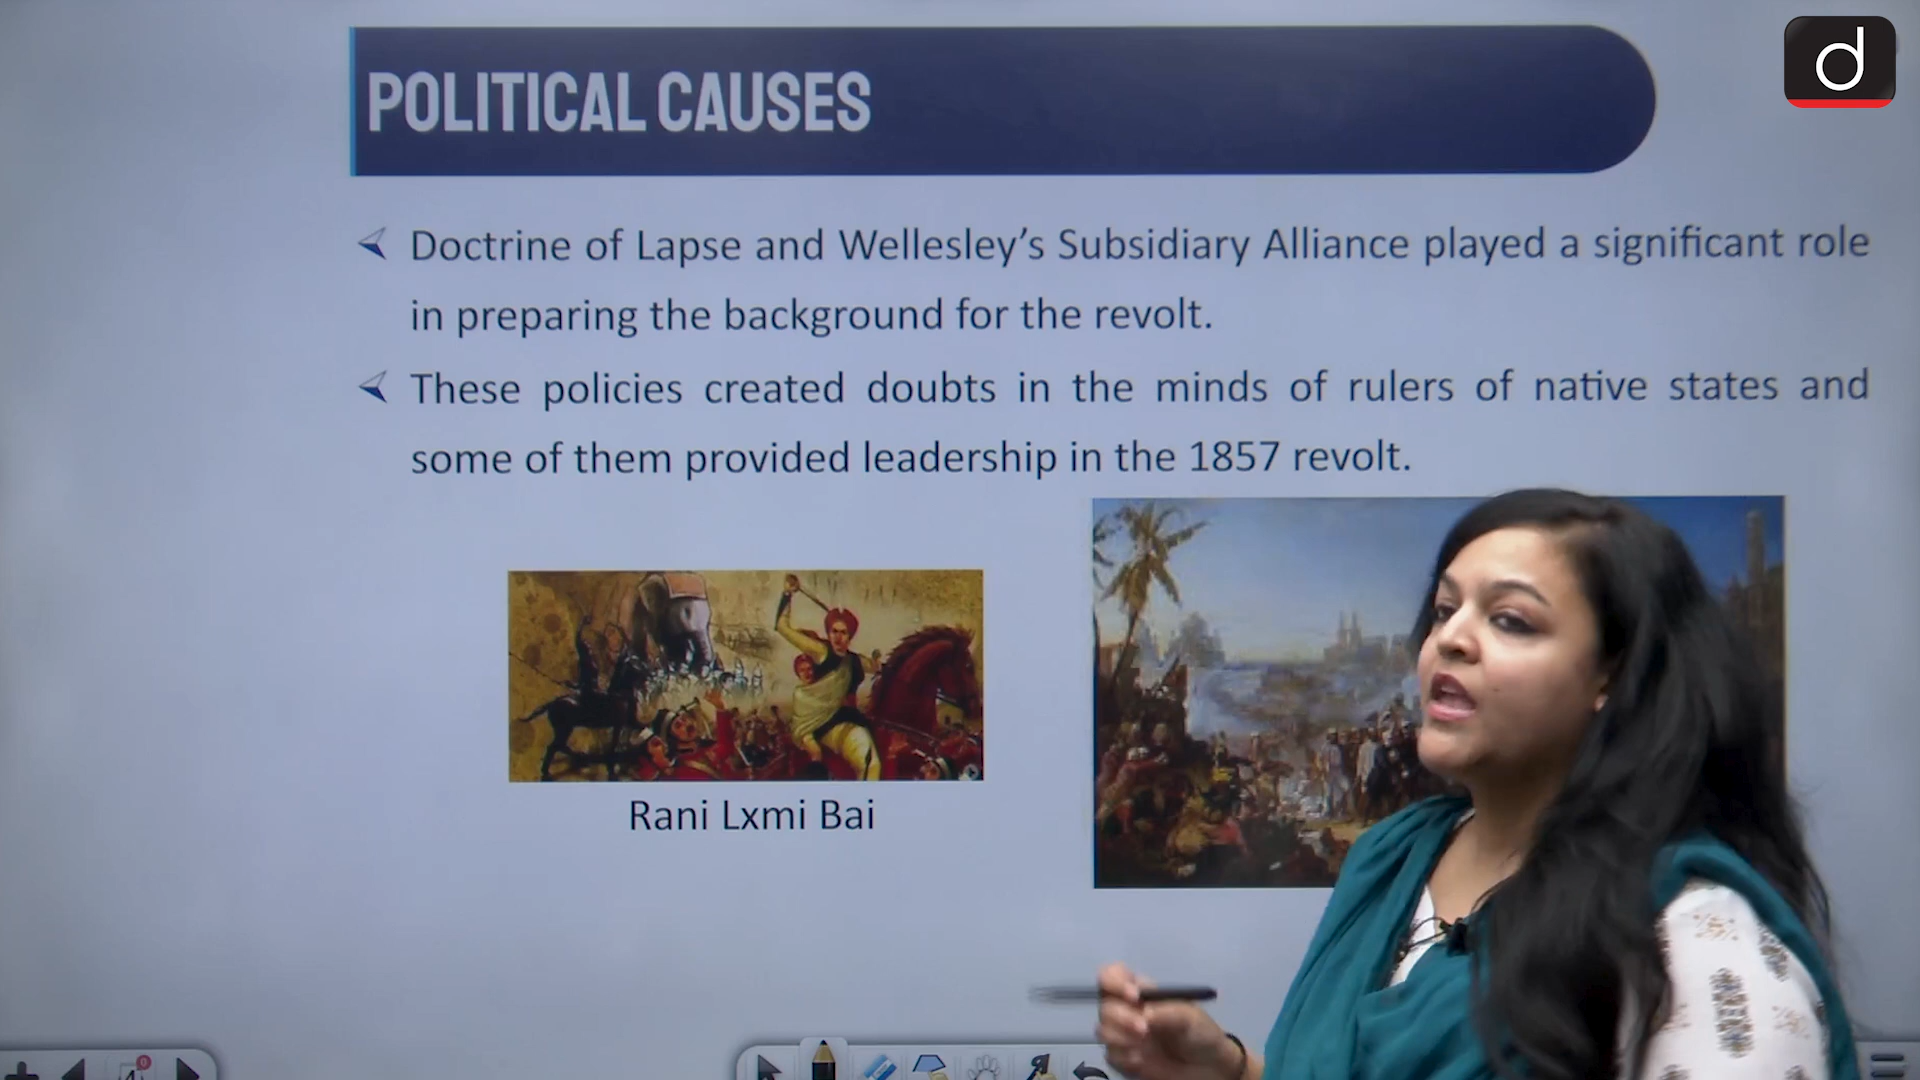 d
POLITICAL CAUSES
Doctrine of Lapse and Wellesley's Subsidiary Alliance played a significant role
in preparing the background for the revolt.
These policies created doubts in the minds of rulers of native states and
some of them provided leadership in the 1857 revolt.
Rani Lxmi Bai